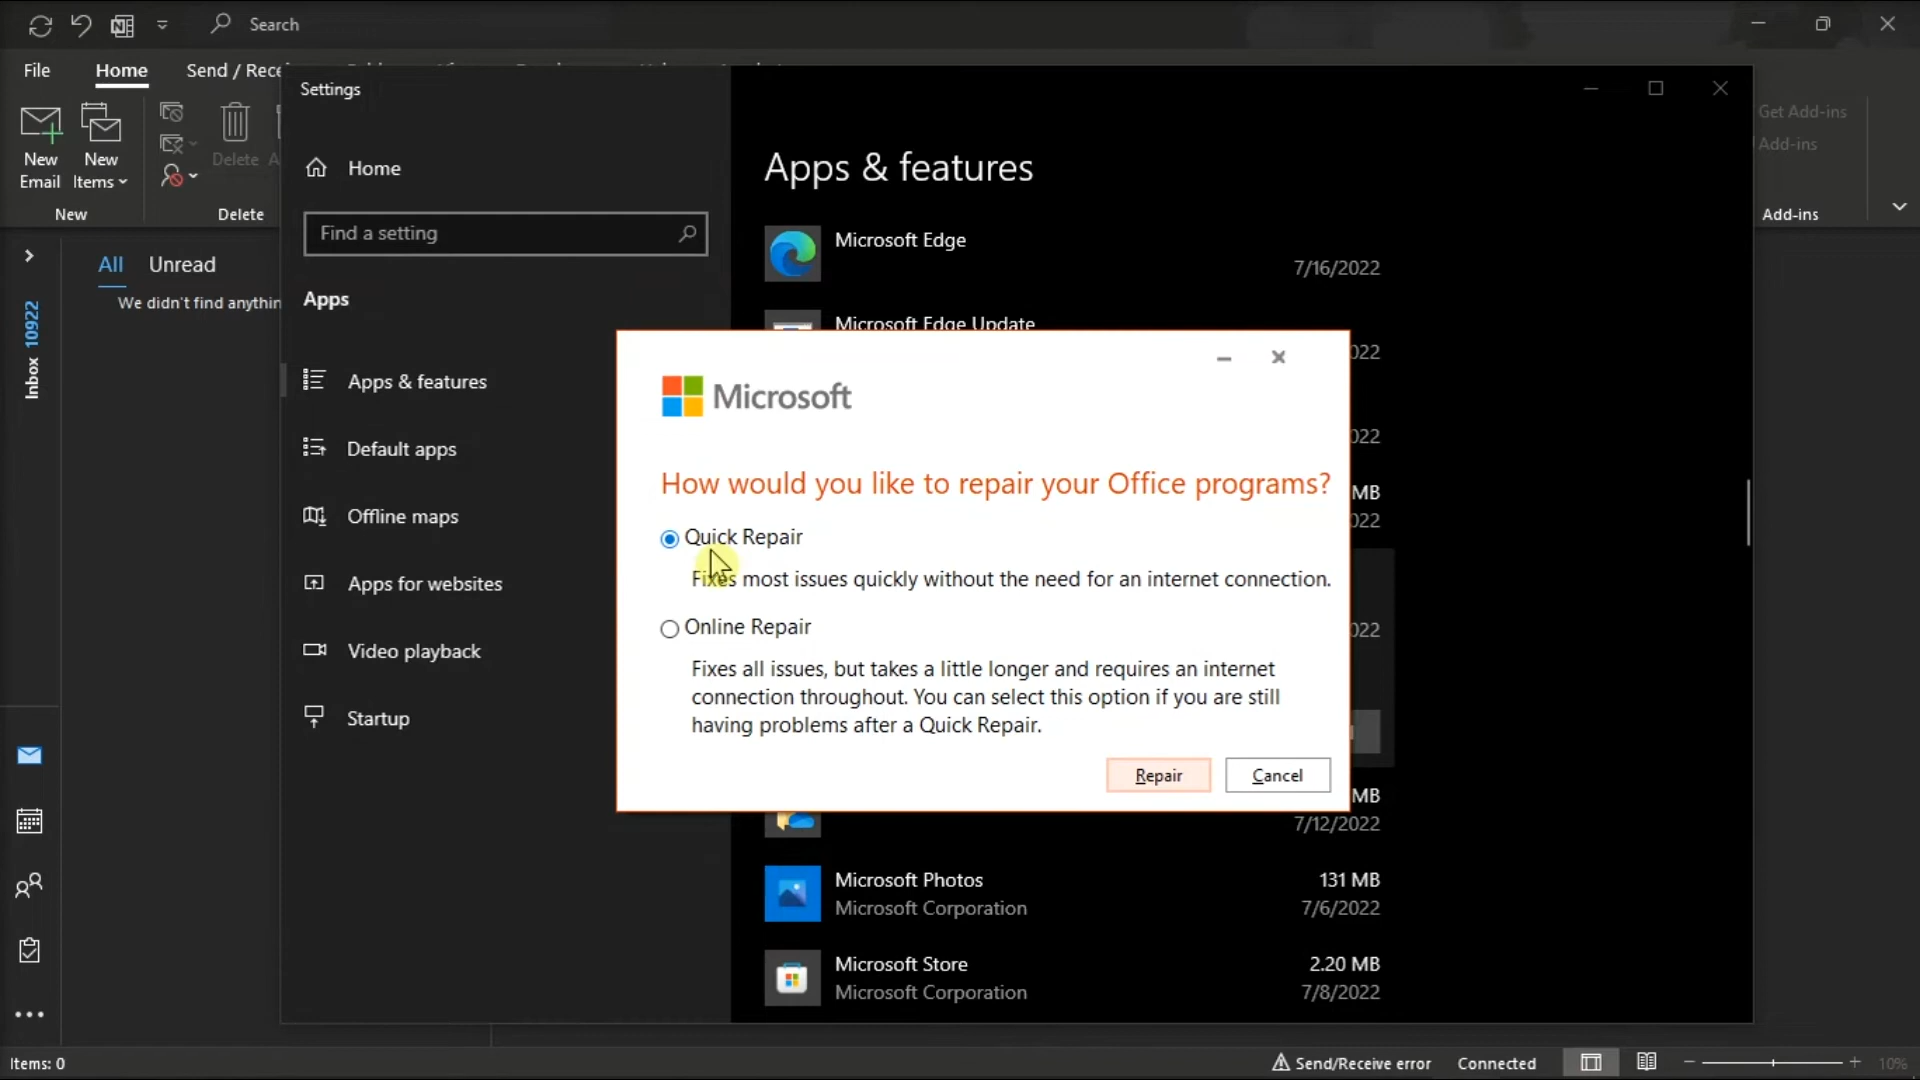 Search
File
Home
Send / Rece
New Email
New Items
Delete
New
Delete
Get Add-ins
Add-ins
Add-ins
All
Unread
We didn't find anythin
Inbox 10922
Settings
Home
Find a setting
Apps
Apps & features
Default apps
Offline maps
Apps for websites
Video playback
Startup
Apps & features
Microsoft Edge
7/16/2022
Microsoft Edge Update
022
022
MB
022
022
Microsoft
How would you like to repair your Office programs?
Quick Repair
Fixes most issues quickly without the need for an internet connection.
Online Repair
Fixes all issues, but takes a little longer and requires an internet
connection throughout. You can select this option if you are still
having problems after a Quick Repair.
Repair
Cancel
MB
7/12/2022
Microsoft Photos
131 MB
Microsoft Corporation
7/6/2022
Microsoft Store
2.20 MB
Microsoft Corporation
7/8/2022
Items: 0
Send/Receive error
Connected
10%